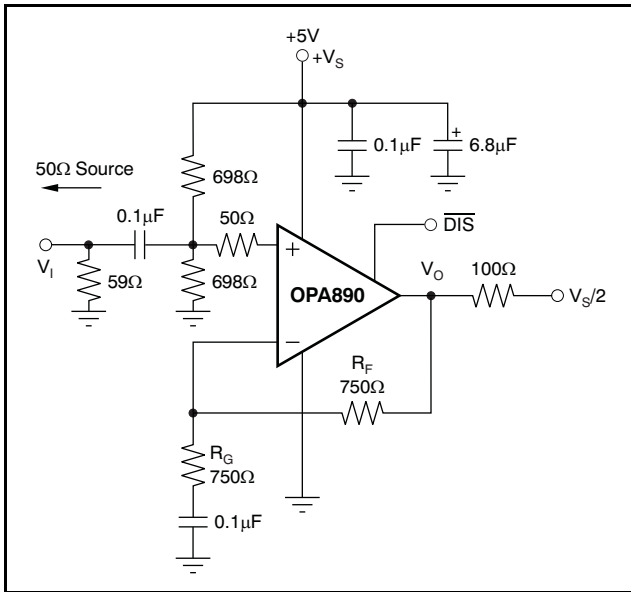 +5V
+V_S
0.1μF
6.8μF
+
50Ω Source
698Ω
0.1μF
50Ω
DIS
V_I
59Ω
698Ω
+
OPA890
−
V_O
100Ω
V_S/2
R_F
750Ω
R_G
750Ω
0.1μF